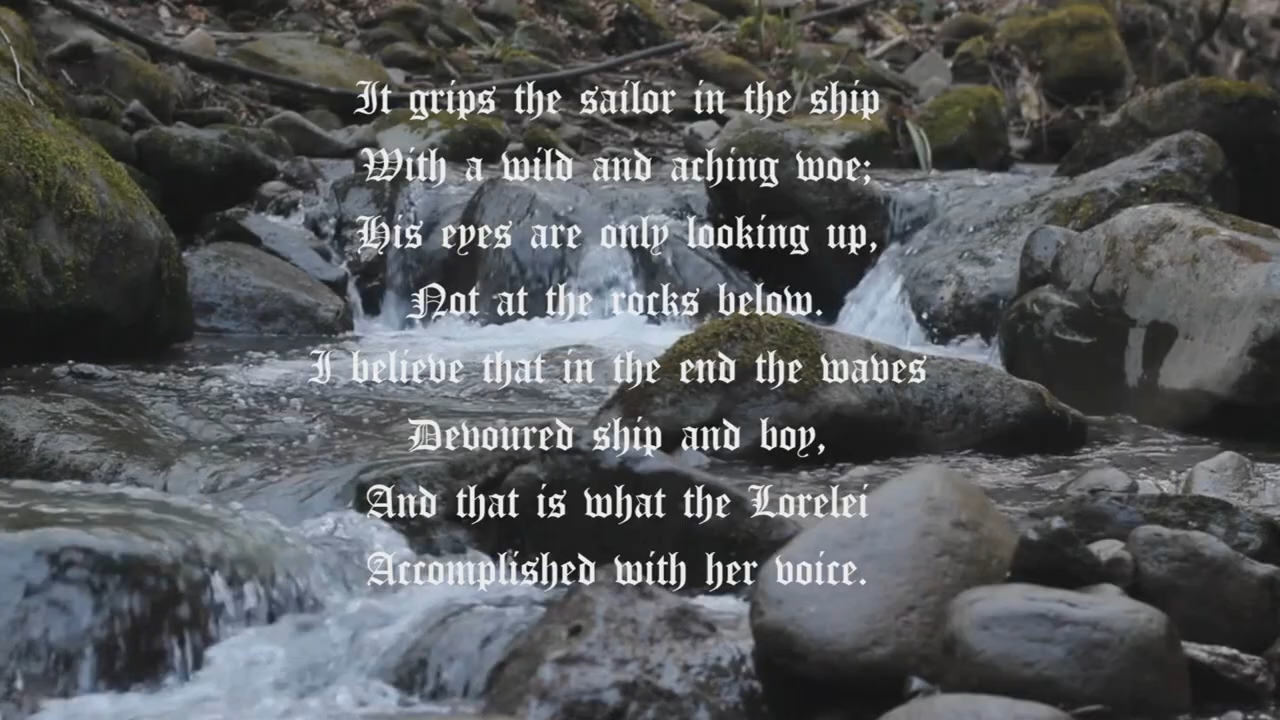 It grips the sailor in the ship
With a wild and aching woe;
His eyes are only looking up,
Not at the rocks below.
I believe that in the end the waves
Devoured ship and boy,
And that is what the Lorelei
Accomplished with her voice.